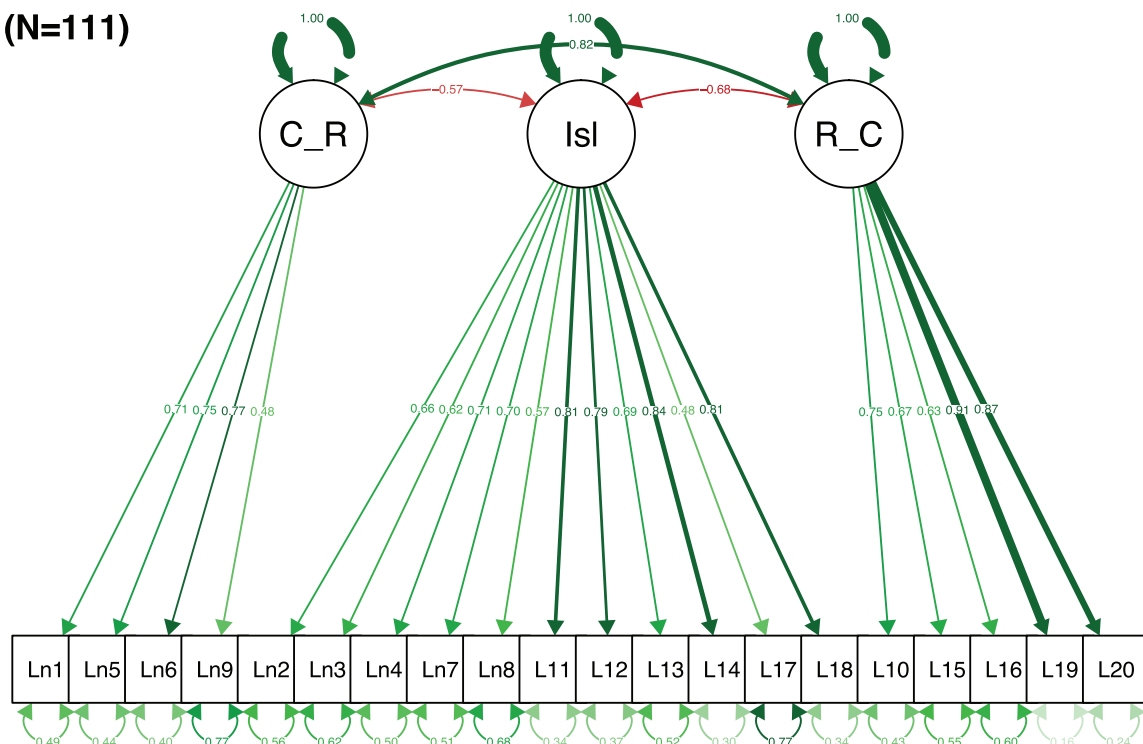 (N=111)
1.00 1.00 1.00
0.82
-0.57 -0.68
C_R Isl R_C
0.71 0.75 0.77 0.48 0.66 0.62 0.71 0.70 0.57 0.81 0.79 0.69 0.84 0.48 0.81 0.75 0.67 0.63 0.91 0.87
Ln1 Ln5 Ln6 Ln9 Ln2 Ln3 Ln4 Ln7 Ln8 L11 L12 L13 L14 L17 L18 L10 L15 L16 L19 L20
0.49 0.44 0.40 0.77 0.56 0.62 0.50 0.51 0.68 0.34 0.37 0.52 0.30 0.77 0.34 0.43 0.55 0.60 0.16 0.24